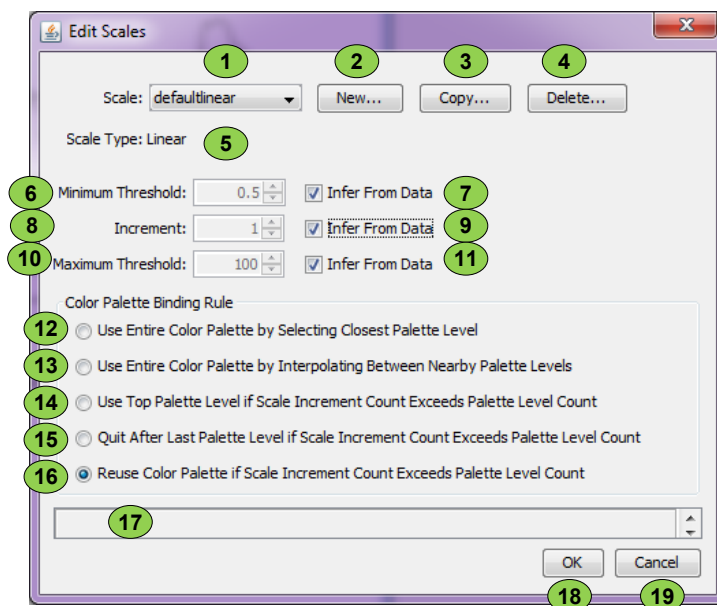 Edit Scales
1 2 3 4
Scale: defaultlinear New... Copy... Delete...
Scale Type: Linear 5
6 Minimum Threshold: 0.5 Infer From Data 7
8 Increment: 1 Infer From Data 9
10 Maximum Threshold: 100 Infer From Data 11
Color Palette Binding Rule
12 Use Entire Color Palette by Selecting Closest Palette Level
13 Use Entire Color Palette by Interpolating Between Nearby Palette Levels
14 Use Top Palette Level if Scale Increment Count Exceeds Palette Level Count
15 Quit After Last Palette Level if Scale Increment Count Exceeds Palette Level Count
16 Reuse Color Palette if Scale Increment Count Exceeds Palette Level Count
17
OK Cancel
18 19